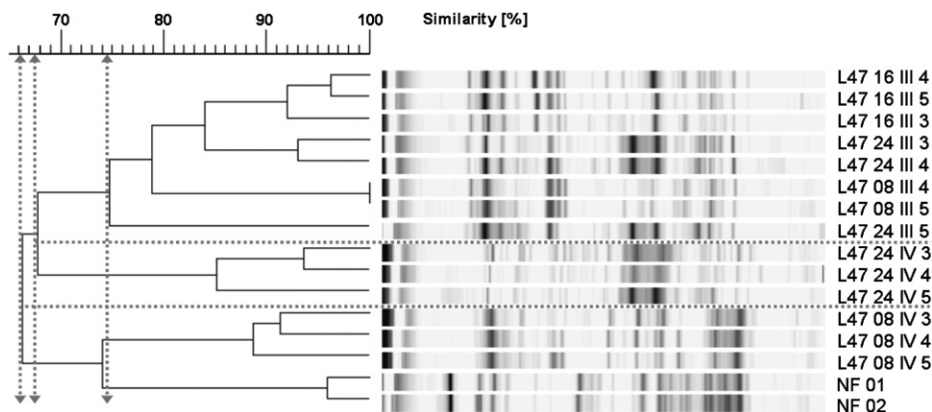 70 80 90 100 Similarity [%]
L47 16 III 4
L47 16 III 5
L47 16 III 3
L47 24 III 3
L47 24 III 4
L47 08 III 4
L47 08 III 5
L47 24 III 5
L47 24 IV 3
L47 24 IV 4
L47 24 IV 5
L47 08 IV 3
L47 08 IV 4
L47 08 IV 5
NF 01
NF 02